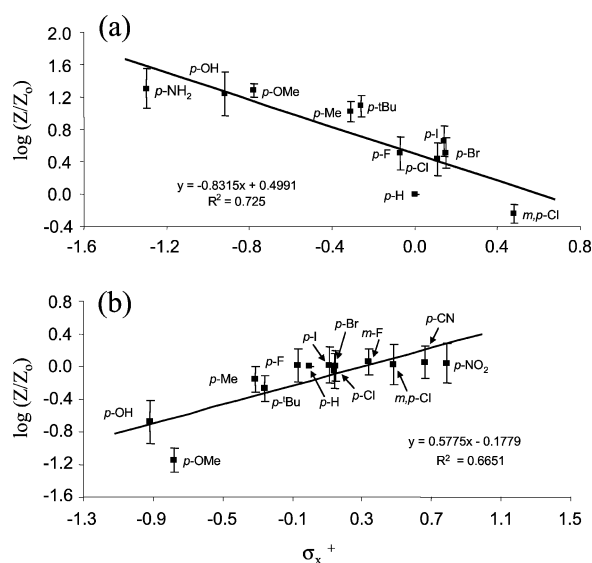 (a)
log (Z/Zo)
2.0
1.6
1.2
0.8
0.4
0.0
-0.4
p-OH
p-NH2
p-OMe
p-Me
p-tBu
p-F
p-Cl
p-I
p-Br
p-H
m,p-Cl
y = -0.8315x + 0.4991
R2 = 0.725
-1.6 -1.2 -0.8 -0.4 0.0 0.4 0.8
(b)
log (Z/Zo)
0.8
0.4
0.0
-0.4
-0.8
-1.2
-1.6
p-OH
p-OMe
p-Me
p-tBu
p-F
p-I
p-H
p-Br
p-Cl
m-F
m,p-Cl
p-CN
p-NO2
y = 0.5775x - 0.1779
R2 = 0.6651
-1.3 -0.9 -0.5 -0.1 0.3 0.7 1.1 1.5
σx+